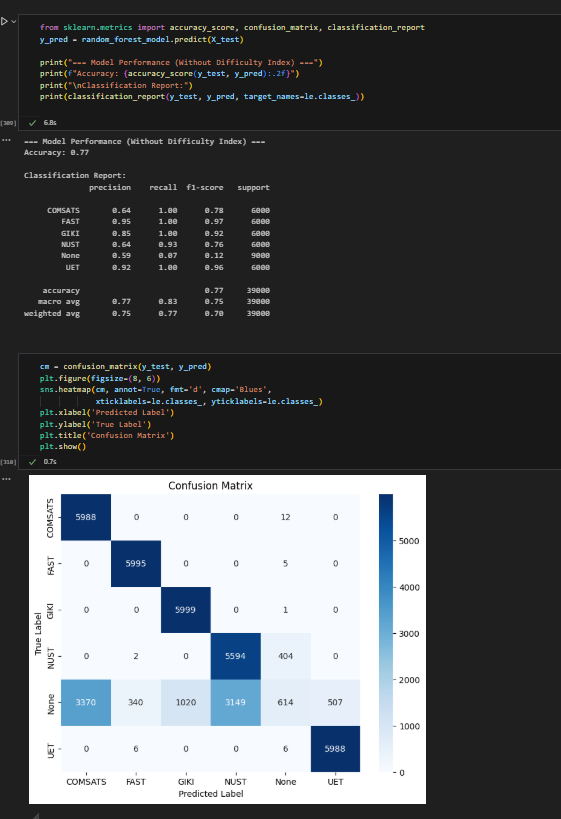 from sklearn.metrics import accuracy_score, confusion_matrix, classification_report
y_pred = random_forest_model.predict(X_test)
print("=== Model Performance (Without Difficulty Index) ===")
print(f"Accuracy: {accuracy_score(y_test, y_pred):.2f}")
print("\nClassification Report:")
print(classification_report(y_test, y_pred, target_names=le.classes_))
[309] 6.8s
=== Model Performance (Without Difficulty Index) ===
Accuracy: 0.77
Classification Report:
precision recall f1-score support
COMSATS 0.64 1.00 0.78 6000
FAST 0.95 1.00 0.97 6000
GIKI 0.85 1.00 0.92 6000
NUST 0.64 0.93 0.76 6000
None 0.59 0.07 0.12 9000
UET 0.92 1.00 0.96 6000
accuracy 0.77 39000
macro avg 0.77 0.83 0.75 39000
weighted avg 0.75 0.77 0.70 39000
cm = confusion_matrix(y_test, y_pred)
plt.figure(figsize=(8, 6))
sns.heatmap(cm, annot=True, fmt='d', cmap='Blues',
xticklabels=le.classes_, yticklabels=le.classes_)
plt.xlabel('Predicted Label')
plt.ylabel('True Label')
plt.title('Confusion Matrix')
plt.show()
[310] 0.7s
Confusion Matrix
COMSATS 5988 0 0 0 12 0
FAST 0 5995 0 0 5 0
GIKI 0 0 5999 0 1 0
NUST 0 2 0 5594 404 0
None 3370 340 1020 3149 614 507
UET 0 6 0 0 6 5988
COMSATS FAST GIKI NUST None UET
Predicted Label
True Label
5000
4000
3000
2000
1000
0